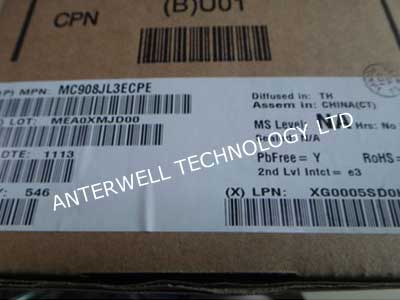 CPN
(B)U01
(P) MPN: MC908JL3ECPE
LOT: MEA0XMJD00
DTE: 1113
546
Diffused in: TH
Assem in: CHINA(CT)
MS Level: NA Hrs: No
N/A
PbFree = Y RoHS =
2nd Lvl Intct = e3
(X) LPN: XG0005SD0
ANTERWELL TECHNOLOGY LTD